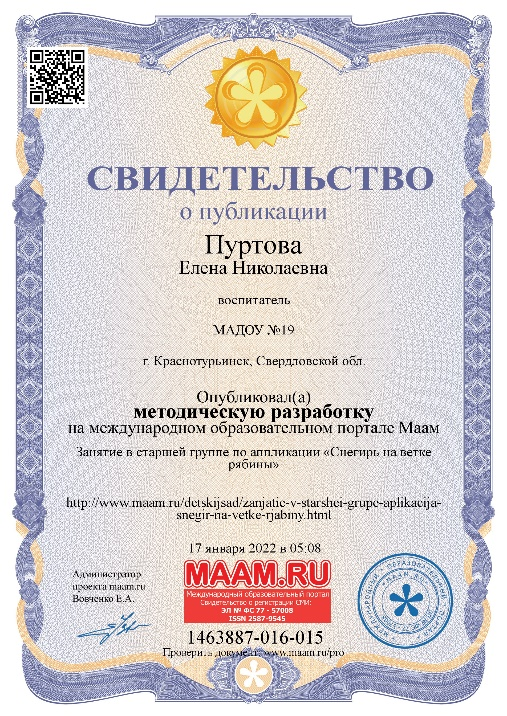 СВИДЕТЕЛЬСТВО
о публикации
Пуртова
Елена Николаевна
воспитатель
МАДОУ №19
г. Краснотурьинск, Свердловской обл.
Опубликовал(а)
методическую разработку
на международном образовательном портале Маам
Занятие в старшей группе по аппликации «Снегирь на ветке
рябины»
http://www.maam.ru/detskijsad/zanjatie-v-starshei-grupe-aplikacija-
snegir-na-vetke-rjabiny.html
17 января 2022 в 05:08
Администратор
проекта maam.ru
Вовченко Е.А.
MAAM.RU
Международный образовательный портал
Свидетельство о регистрации СМИ:
ЭЛ № ФС 77 - 57008
ISSN 2587-9545
1463887-016-015
Проверить документ: www.maam.ru/pro